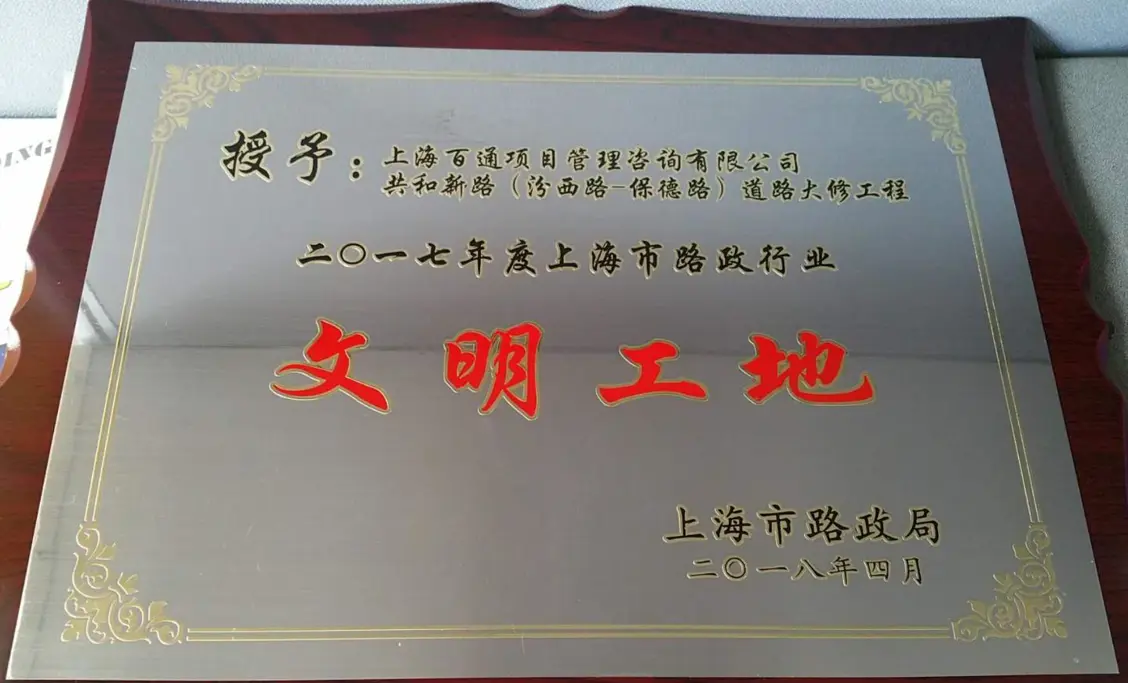 授予：上海百通项目管理咨询有限公司
共和新路（汾西路-保德路）道路大修工程
二〇一七年度上海市路政行业
文明工地
上海市路政局
二〇一八年四月